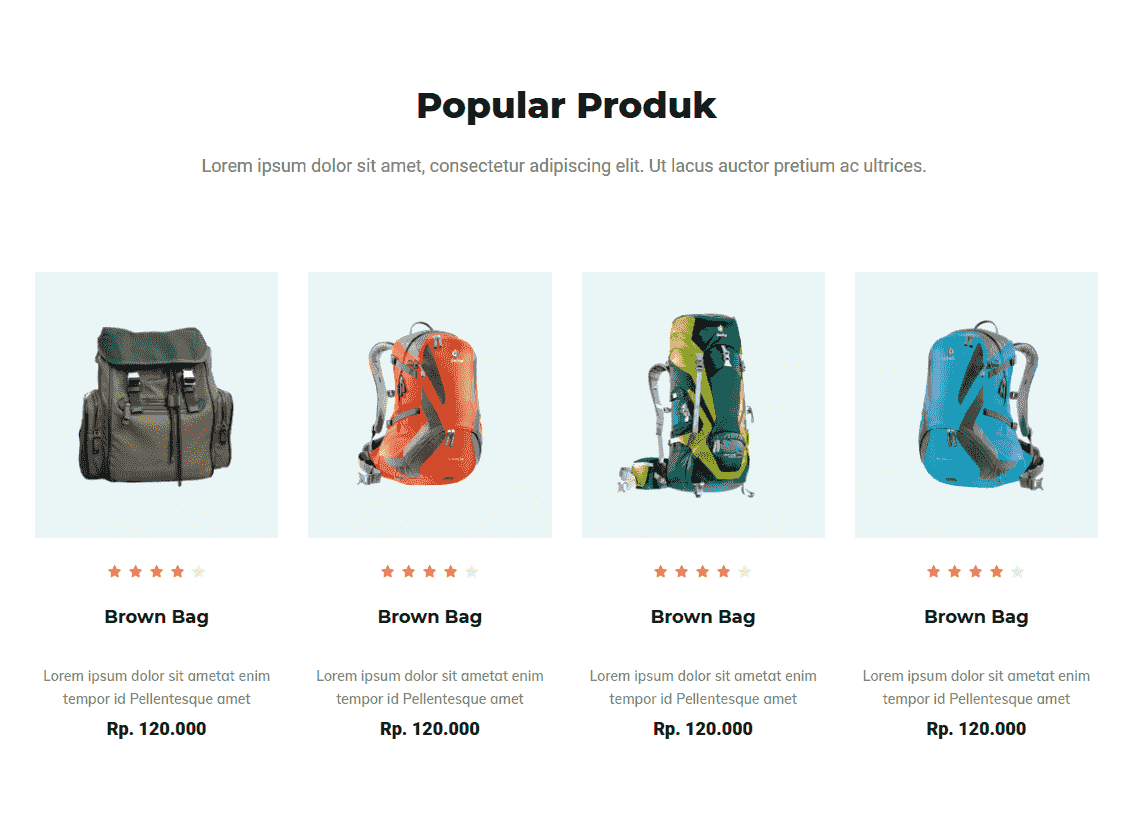 Popular Produk
Lorem ipsum dolor sit amet, consectetur adipiscing elit. Ut lacus auctor pretium ac ultrices.
Brown Bag
Lorem ipsum dolor sit ametat enim
tempor id Pellentesque amet
Rp. 120.000
Brown Bag
Lorem ipsum dolor sit ametat enim
tempor id Pellentesque amet
Rp. 120.000
Brown Bag
Lorem ipsum dolor sit ametat enim
tempor id Pellentesque amet
Rp. 120.000
Brown Bag
Lorem ipsum dolor sit ametat enim
tempor id Pellentesque amet
Rp. 120.000